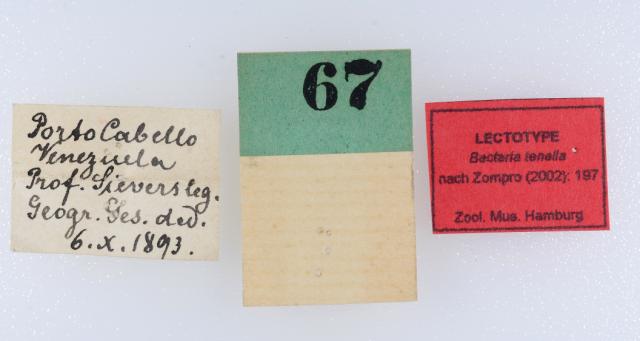 Porto Cabello
Venezuela
Prof. Sievers leg.
Geogr. Ges. ded.
6. X. 1893.
67
LECTOTYPE
Bacteria tenella
nach Zompro (2002): 197
Zool. Mus. Hamburg